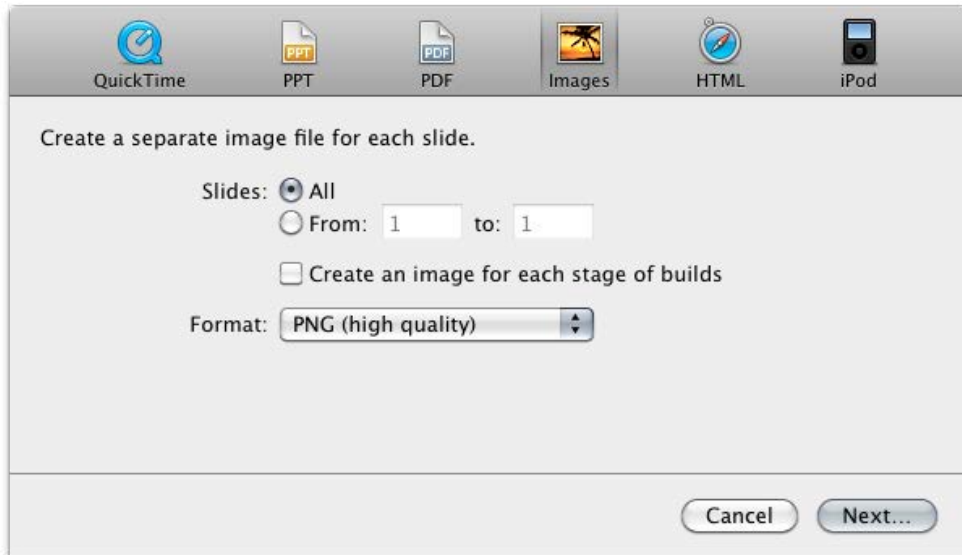 PPT PDF
QuickTime PPT PDF Images HTML iPod
Create a separate image file for each slide.
Slides: All
From: 1 to: 1
Create an image for each stage of builds
Format: PNG (high quality)
Cancel Next...